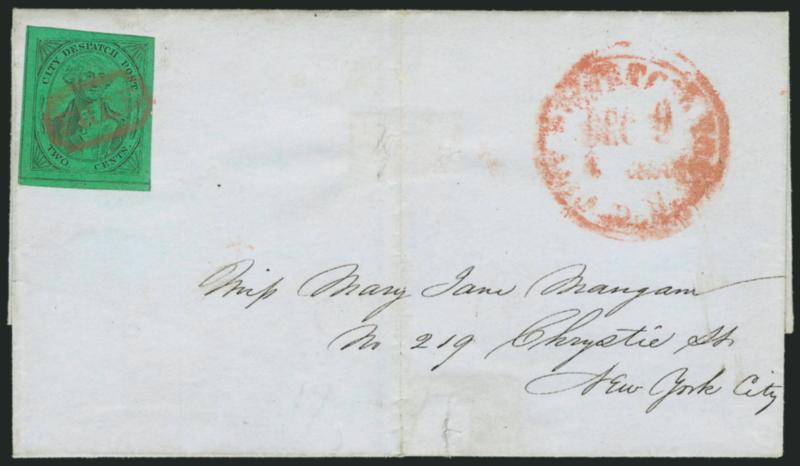 CITY DESPATCH POST
TWO CENTS
DEC 9
Miss Mary Jane Mangam
No 219 Chrystie St.
New York City